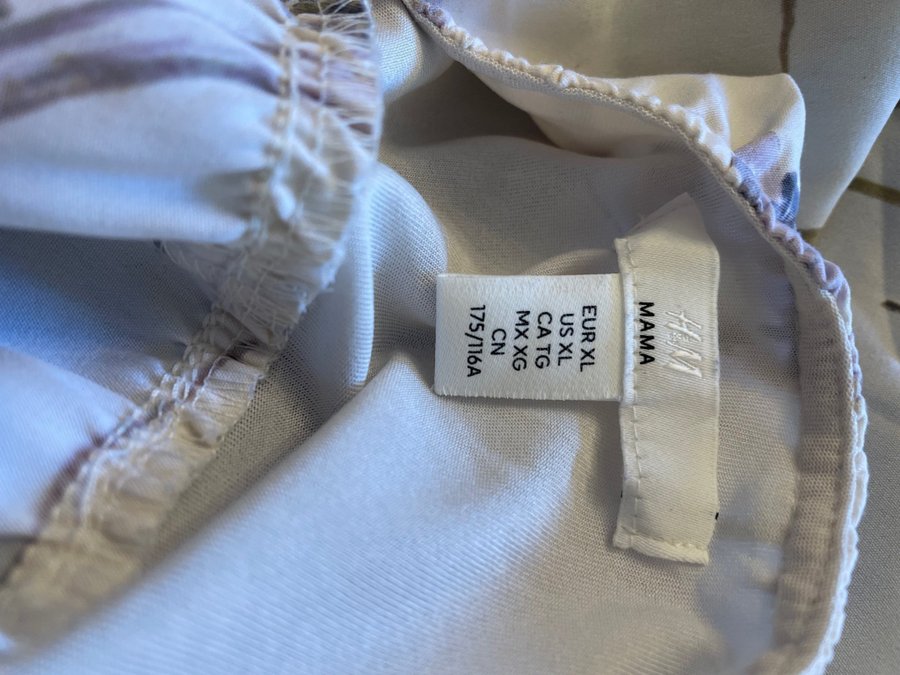 H&M
MAMA
EUR XL
US XL
CA TG
MX XG
CN
175/116A